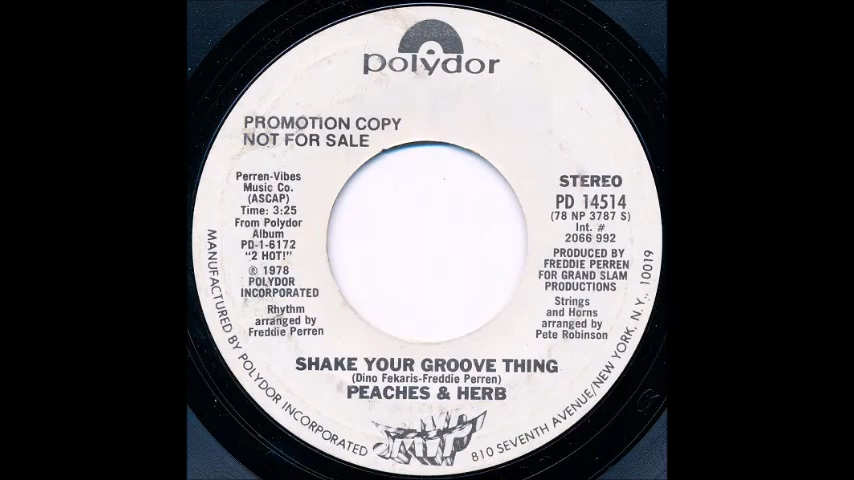 polydor
PROMOTION COPY
NOT FOR SALE
Perren-Vibes
Music Co.
(ASCAP)
Time: 3:25
From Polydor
Album
PD-1-6172
"2 HOT!"
℗ 1978
POLYDOR
INCORPORATED
Rhythm
arranged by
Freddie Perren
STEREO
PD 14514
(78 NP 3787 S)
Int. #
2066 992
PRODUCED BY
FREDDIE PERREN
FOR GRAND SLAM
PRODUCTIONS
Strings
and Horns
arranged by
Pete Robinson
SHAKE YOUR GROOVE THING
(Dino Fekaris-Freddie Perren)
PEACHES & HERB
MANUFACTURED BY POLYDOR INCORPORATED
810 SEVENTH AVENUE/NEW YORK, N.Y. 10019